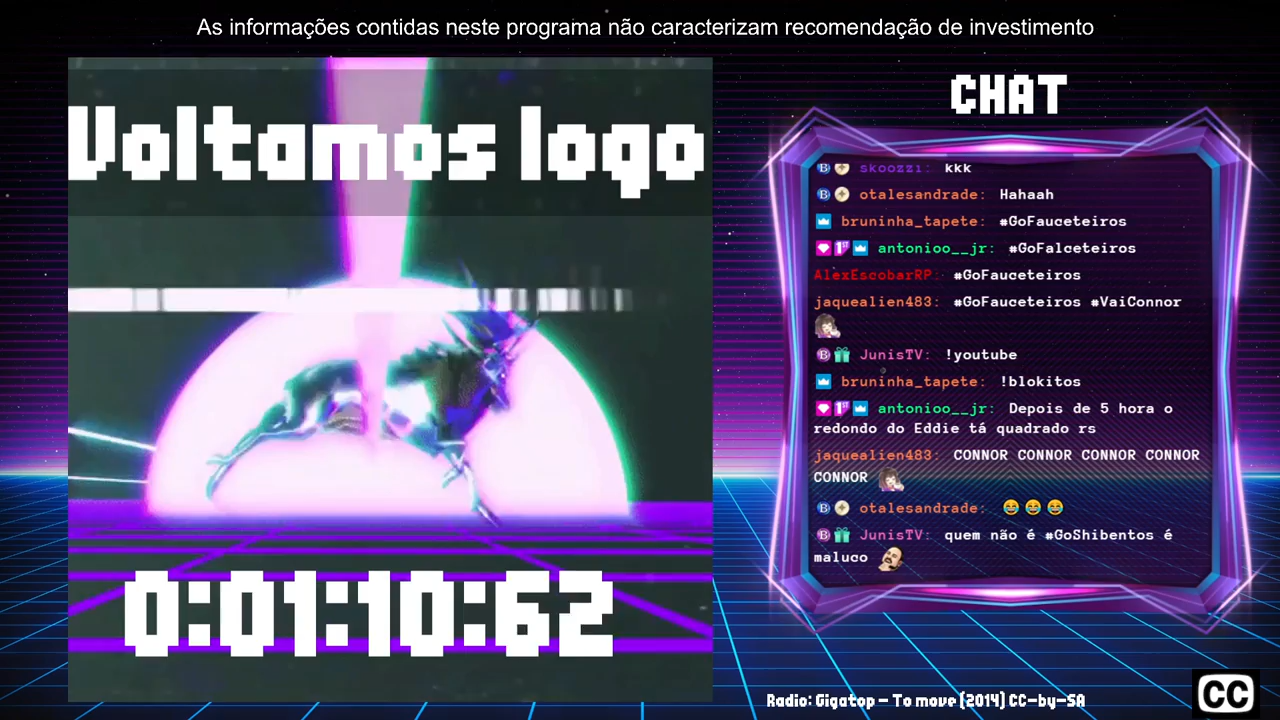 As informações contidas neste programa não caracterizam recomendação de investimento
Voltamos logo
0:01:10:62
CHAT
skoozzi: kkk
otalesandrade: Hahaah
bruninha_tapete: #GoFauceteiros
antonioo__jr: #GoFalceteiros
AlexEscobarRP: #GoFauceteiros
jaquealien483: #GoFauceteiros #VaiConnor
JunisTV: !youtube
bruninha_tapete: !blokitos
antonioo__jr: Depois de 5 hora o
redondo do Eddie tá quadrado rs
jaquealien483: CONNOR CONNOR CONNOR CONNOR
CONNOR
otalesandrade: 😂 😂 😂
JunisTV: quem não é #GoShibentos é
maluco
Radio: Gigatop - To move (2014) CC-by-SA
CC